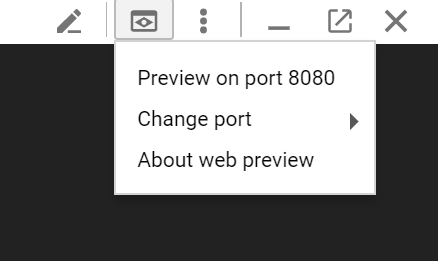 Preview on port 8080
Change port
About web preview